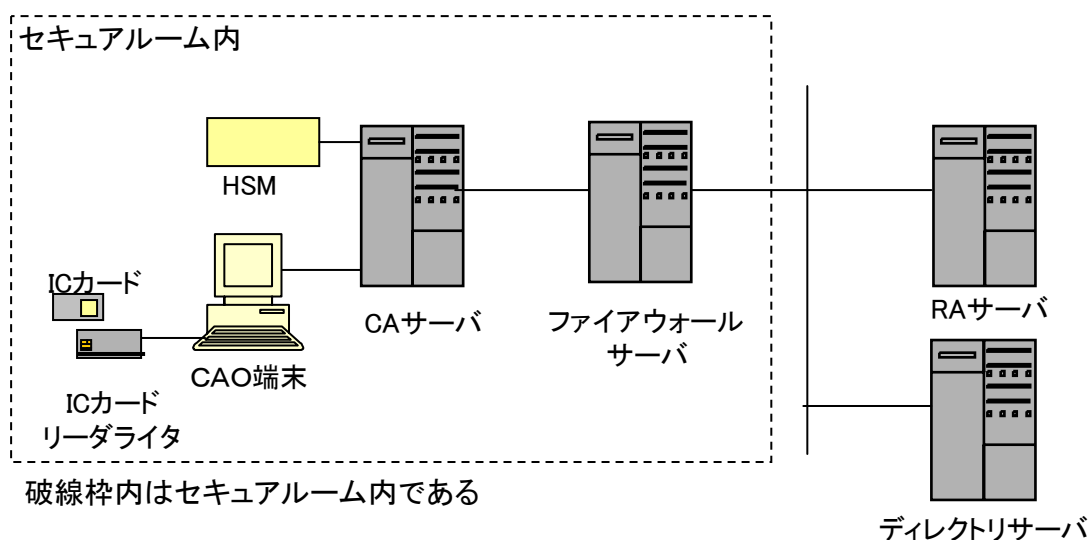 セキュアルーム内
HSM
ICカード
CAサーバ
ファイアウォール
サーバ
RAサーバ
CAO端末
ICカード
リーダライタ
破線枠内はセキュアルーム内である
ディレクトリサーバ